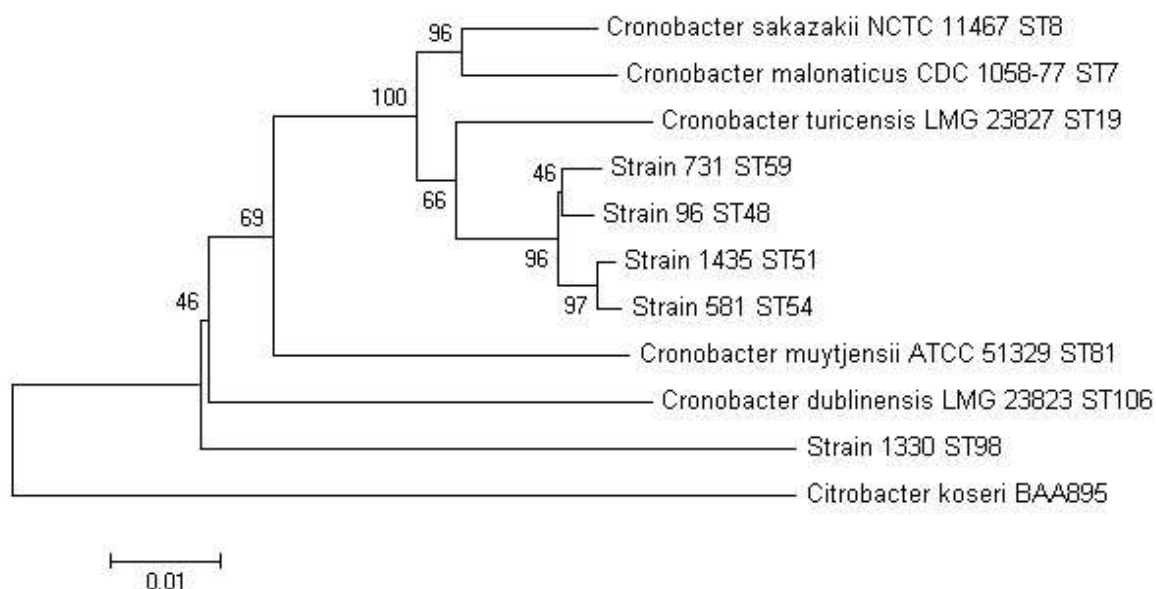 Cronobacter sakazakii NCTC 11467 ST8
96
Cronobacter malonaticus CDC 1058-77 ST7
100
Cronobacter turicensis LMG 23827 ST19
Strain 731 ST59
46
66
Strain 96 ST48
69
96
Strain 1435 ST51
46
97
Strain 581 ST54
Cronobacter muytjensii ATCC 51329 ST81
Cronobacter dublinensis LMG 23823 ST106
Strain 1330 ST98
Citrobacter koseri BAA895
0.01